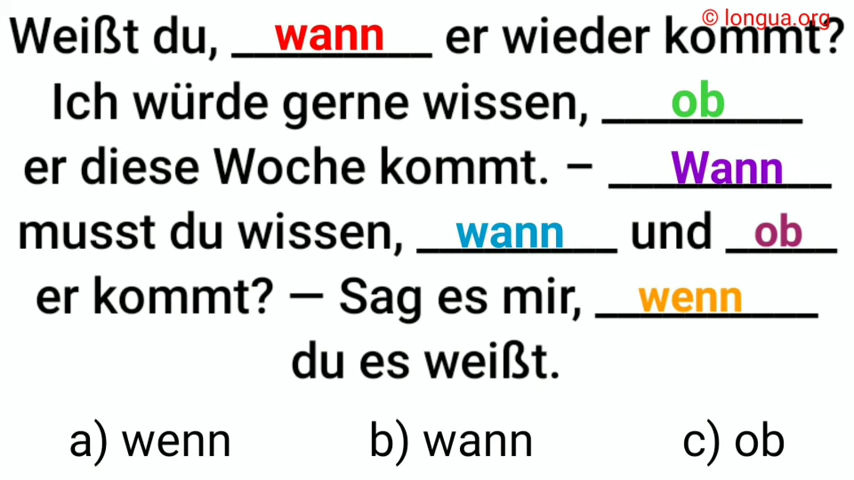 © longua.org
Weißt du, wann er wieder kommt?
Ich würde gerne wissen, ob
er diese Woche kommt. – Wann
musst du wissen, wann und ob
er kommt? — Sag es mir, wenn
du es weißt.
a) wenn b) wann c) ob